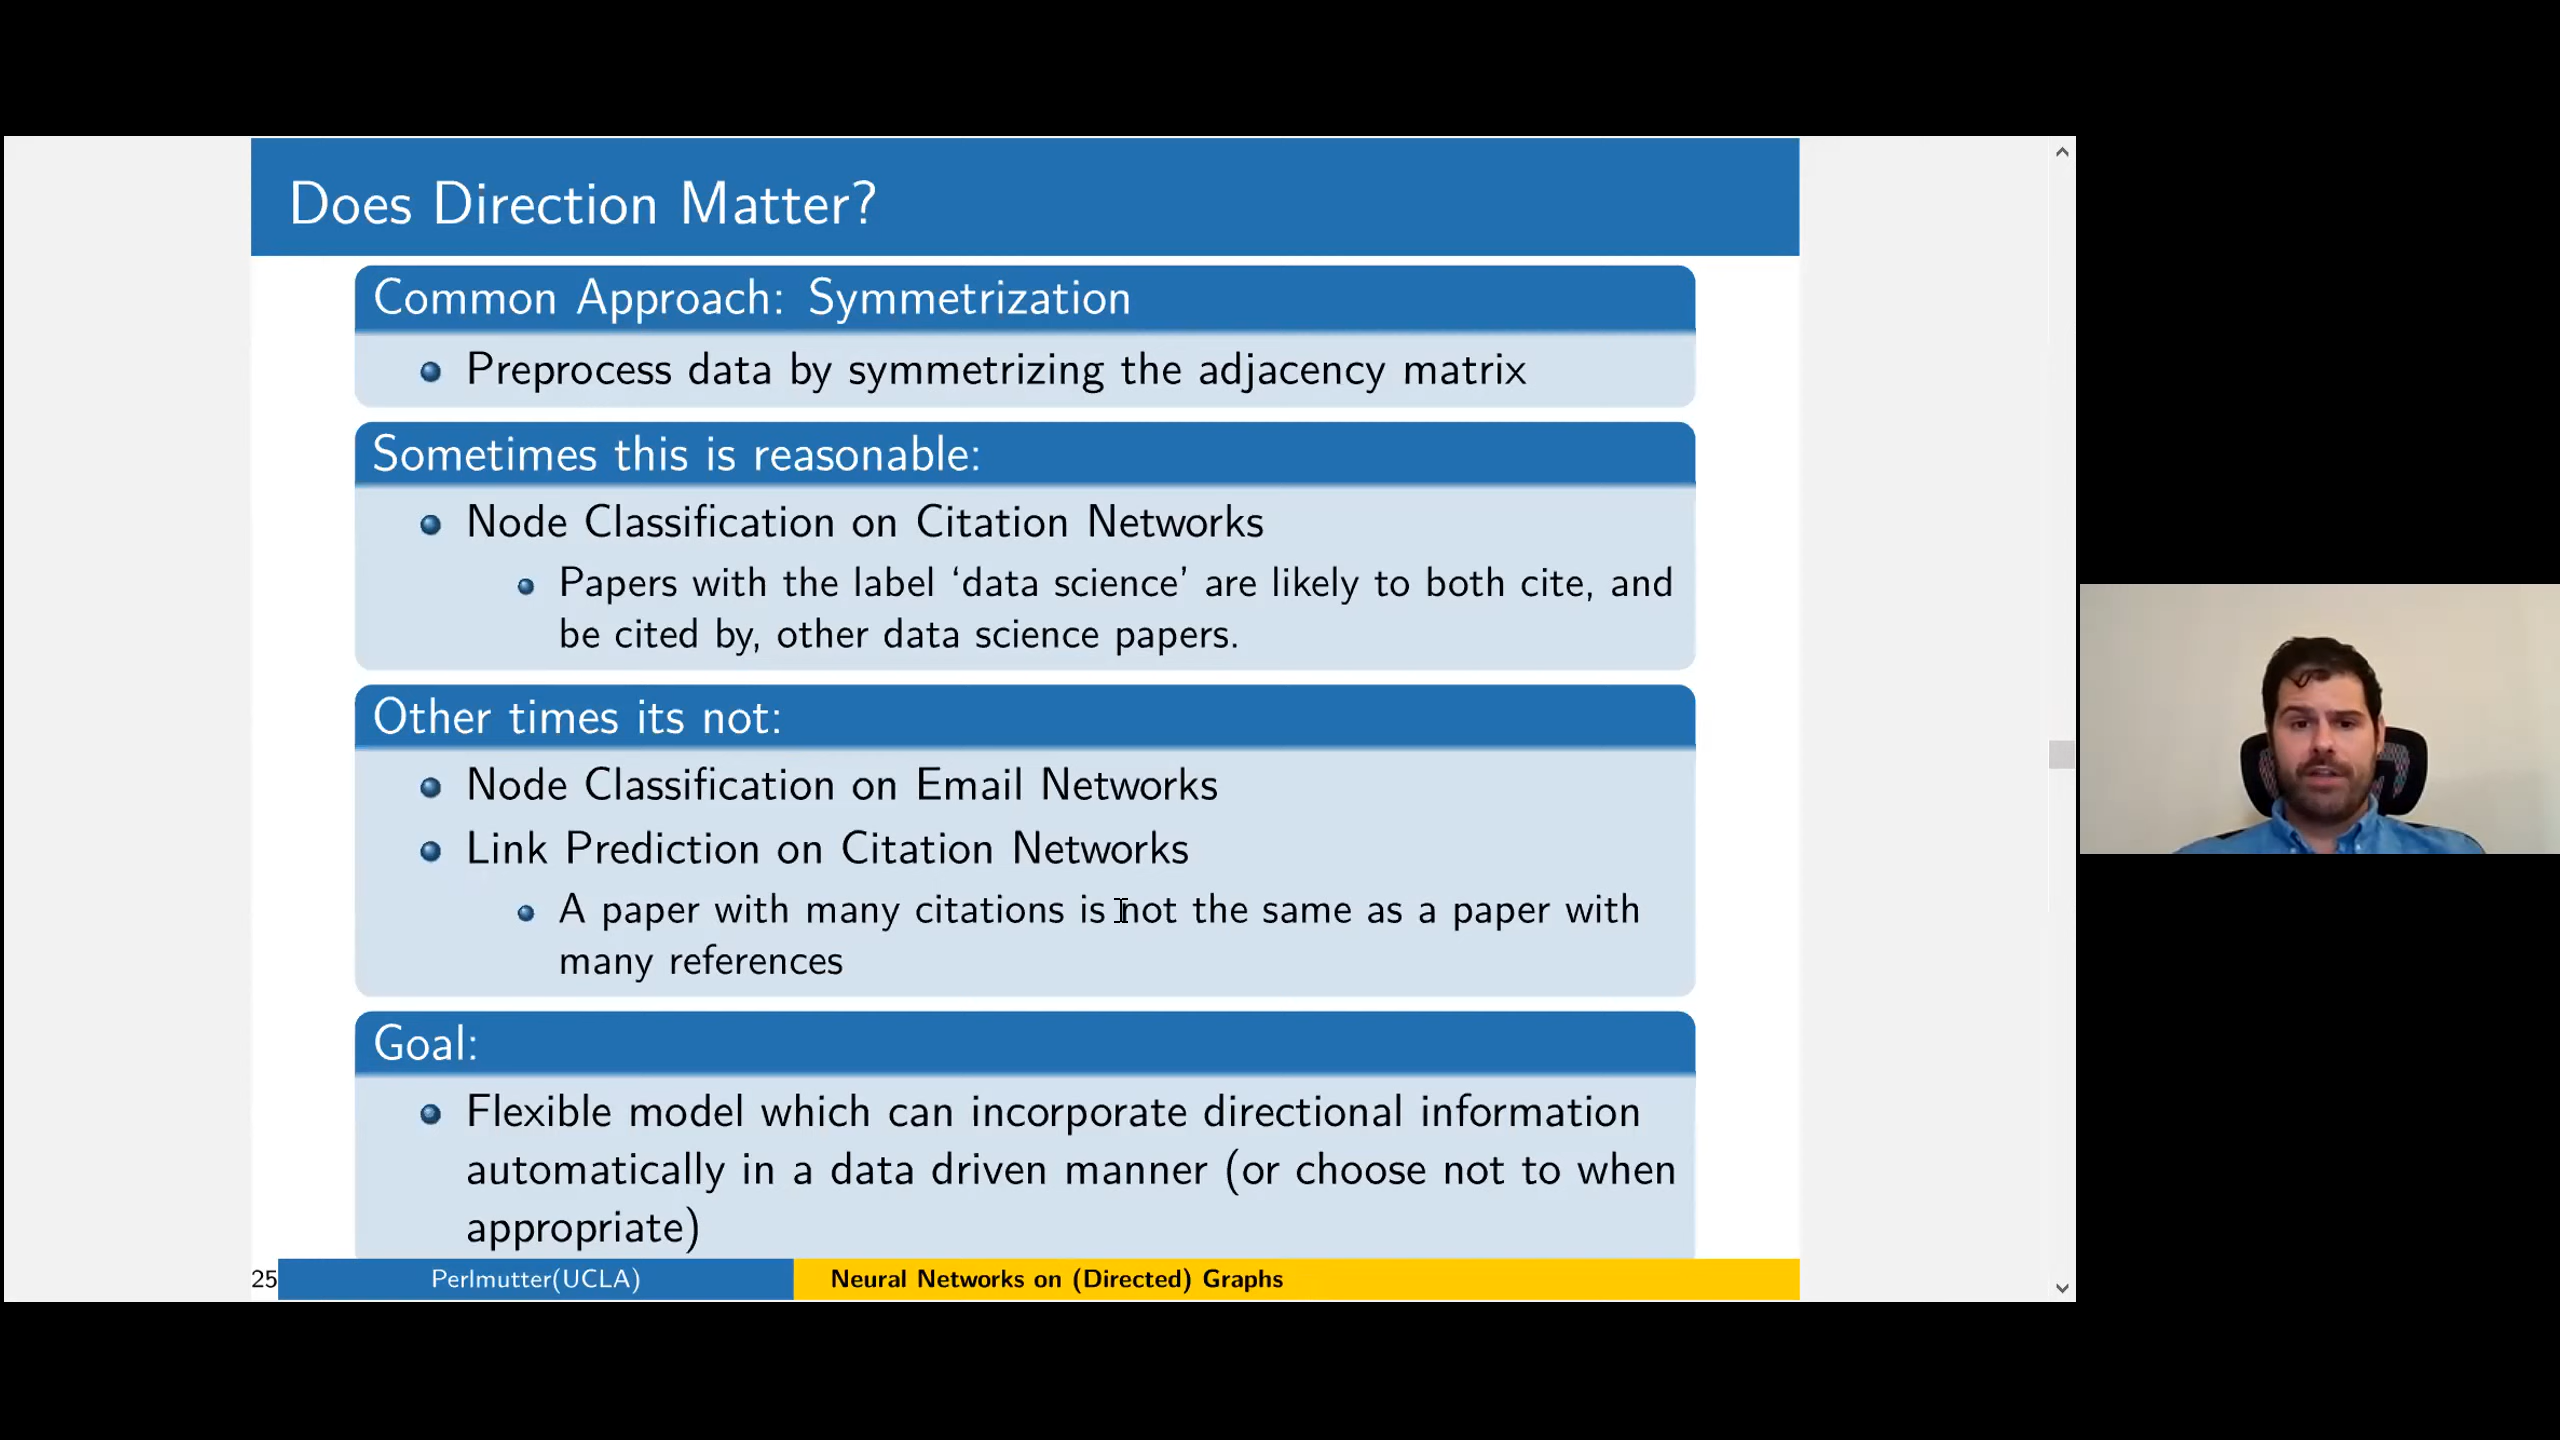 Does Direction Matter?
Common Approach: Symmetrization
Preprocess data by symmetrizing the adjacency matrix
Sometimes this is reasonable:
Node Classification on Citation Networks
Papers with the label ‘data science’ are likely to both cite, and
be cited by, other data science papers.
Other times its not:
Node Classification on Email Networks
Link Prediction on Citation Networks
A paper with many citations is not the same as a paper with
many references
Goal:
Flexible model which can incorporate directional information
automatically in a data driven manner (or choose not to when
appropriate)
25 Perlmutter(UCLA) Neural Networks on (Directed) Graphs